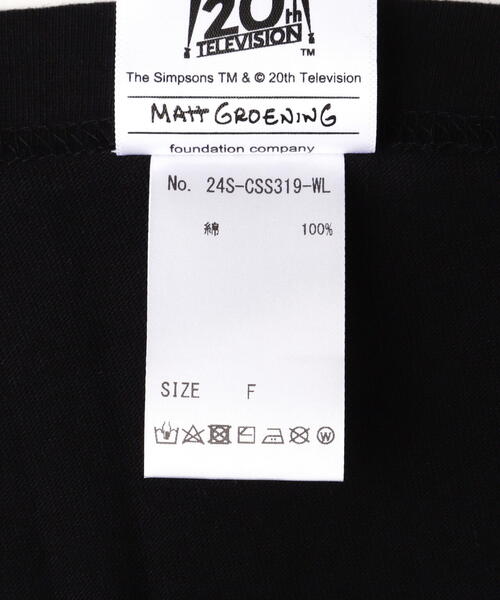 20th
TELEVISION
TM
The Simpsons TM & © 20th Television
MATT GROENING
foundation company
No. 24S-CSS319-WL
綿 100%
SIZE F
W